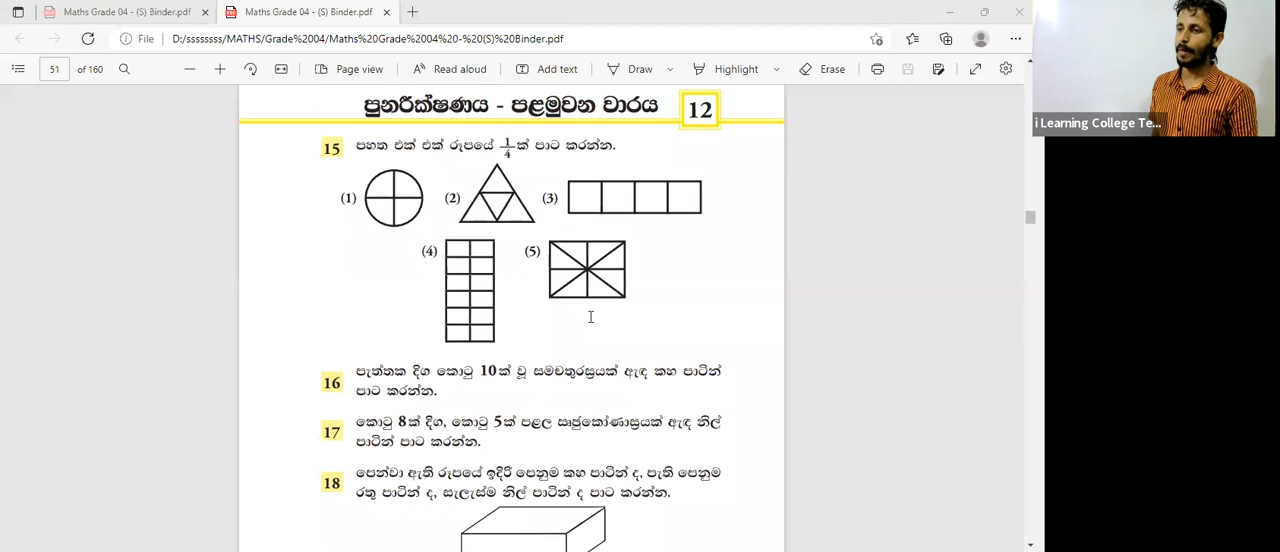 Maths Grade 04 - (S) Binder.pdf
Maths Grade 04 - (S) Binder.pdf
File
D:/ssssssss/MATHS/Grade%2004/Maths%20Grade%2004%20-%20(S)%20Binder.pdf
51 of 160
Page view
Read aloud
Add text
Draw
Highlight
Erase
i Learning College Te...
පුනරීක්ෂණය - පළමුවන වාරය 12
15 පහත එක් එක් රූපයේ 1/4 ක් පාට කරන්න.
(1) (2) (3)
(4) (5)
16 පැත්තක දිග කොටු 10ක් වූ සමචතුරස්‍රයක් ඇඳ කහ පාටින්
පාට කරන්න.
17 කොටු 8ක් දිග, කොටු 5ක් පළල ඍජුකෝණාස්‍රයක් ඇඳ නිල්
පාටින් පාට කරන්න.
18 පෙන්වා ඇති රූපයේ ඉදිරි පෙනුම කහ පාටින් ද, පැති පෙනුම
රතු පාටින් ද, සැලැස්ම නිල් පාටින් ද පාට කරන්න.